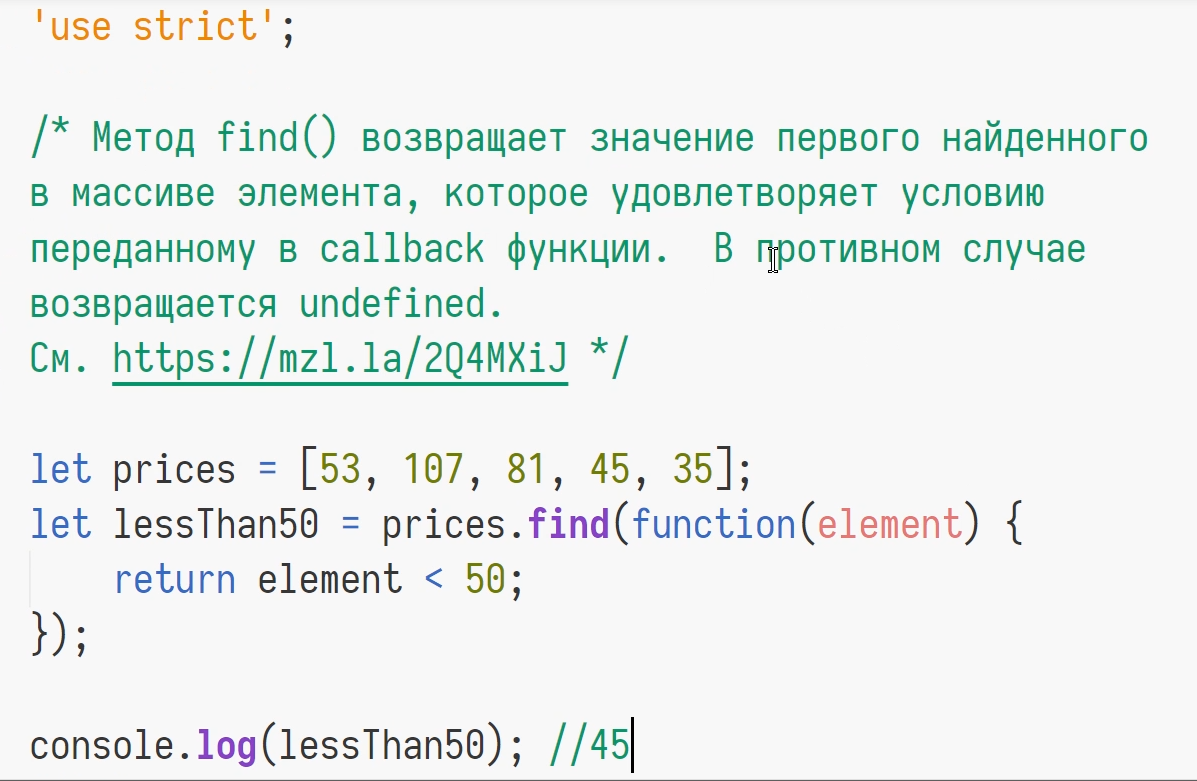 'use strict';
/* Метод find() возвращает значение первого найденного
в массиве элемента, которое удовлетворяет условию
переданному в callback функции.  В противном случае
возвращается undefined.
См. https://mzl.la/2Q4MXiJ */
let prices = [53, 107, 81, 45, 35];
let lessThan50 = prices.find(function(element) {
    return element < 50;
});
console.log(lessThan50); //45